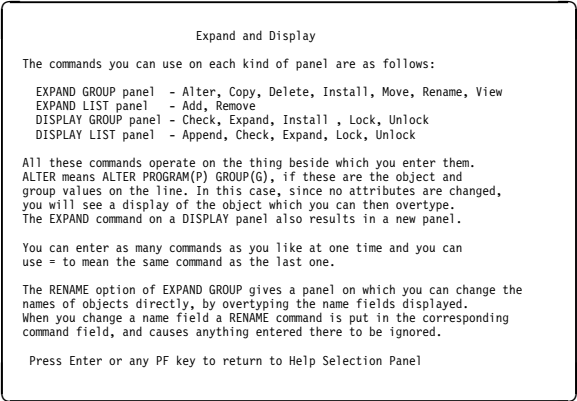 Expand and Display
The commands you can use on each kind of panel are as follows:
EXPAND GROUP panel - Alter, Copy, Delete, Install, Move, Rename, View
EXPAND LIST panel - Add, Remove
DISPLAY GROUP panel - Check, Expand, Install , Lock, Unlock
DISPLAY LIST panel - Append, Check, Expand, Lock, Unlock
All these commands operate on the thing beside which you enter them.
ALTER means ALTER PROGRAM(P) GROUP(G), if these are the object and
group values on the line. In this case, since no attributes are changed,
you will see a display of the object which you can then overtype.
The EXPAND command on a DISPLAY panel also results in a new panel.
You can enter as many commands as you like at one time and you can
use = to mean the same command as the last one.
The RENAME option of EXPAND GROUP gives a panel on which you can change the
names of objects directly, by overtyping the name fields displayed.
When you change a name field a RENAME command is put in the corresponding
command field, and causes anything entered there to be ignored.
Press Enter or any PF key to return to Help Selection Panel